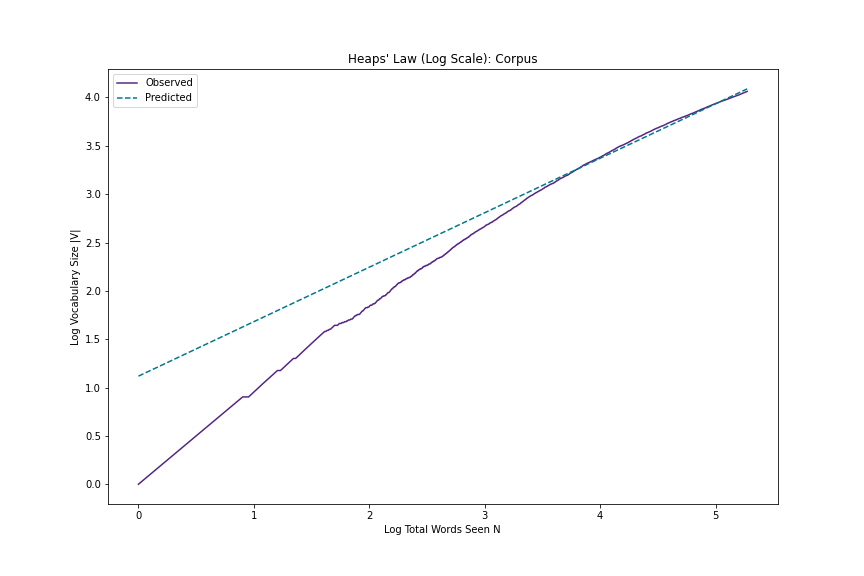 Heaps' Law (Log Scale): Corpus
Observed
Predicted
4.0
3.5
3.0
2.5
2.0
1.5
1.0
0.5
0.0
Log Vocabulary Size |V|
0 1 2 3 4 5
Log Total Words Seen N